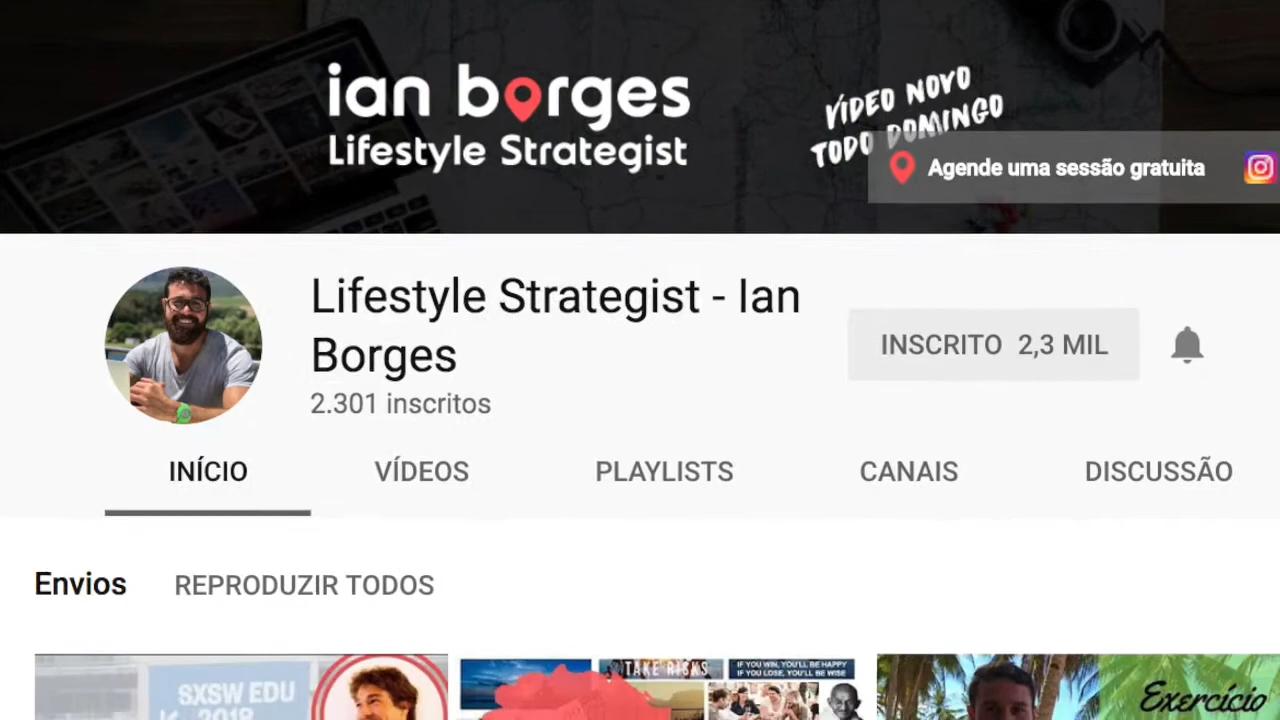 ian borges
Lifestyle Strategist
VÍDEO NOVO
TODO DOMINGO
Agende uma sessão gratuita
Lifestyle Strategist - Ian
Borges
2.301 inscritos
INSCRITO 2,3 MIL
INÍCIO VÍDEOS PLAYLISTS CANAIS DISCUSSÃO
Envios REPRODUZIR TODOS
SXSW EDU
2018
TAKE RISKS
IF YOU WIN, YOU'LL BE HAPPY
IF YOU LOSE, YOU'LL BE WISE
Exercício